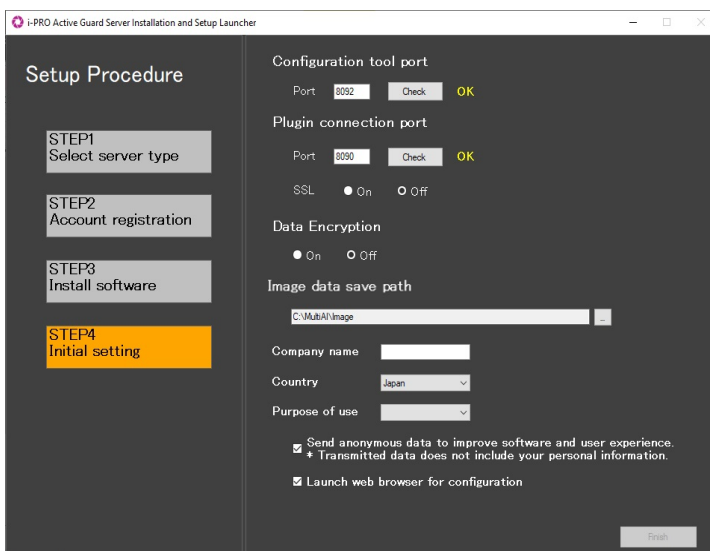 i-PRO Active Guard Server Installation and Setup Launcher
Setup Procedure
STEP1
Select server type
STEP2
Account registration
STEP3
Install software
STEP4
Initial setting
Configuration tool port
Port 8092 Check OK
Plugin connection port
Port 8090 Check OK
SSL On Off
Data Encryption
On Off
Image data save path
C:\MultiAI\Image ...
Company name
Country Japan
Purpose of use
Send anonymous data to improve software and user experience.
* Transmitted data does not include your personal information.
Launch web browser for configuration
Finish